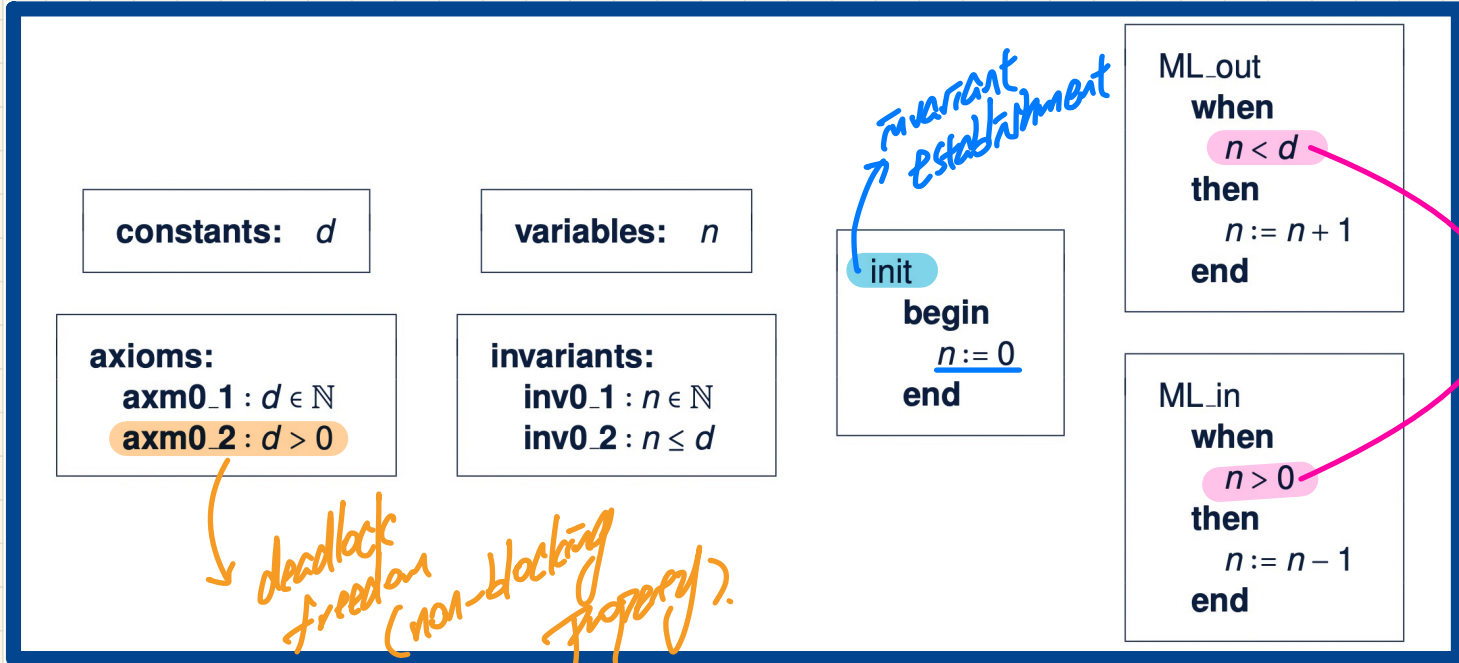 constants: d
axioms:
axm0_1 : d ∈ ℕ
axm0_2 : d > 0
deadlock
freedom
(non-blocking
property).
variables: n
invariants:
inv0_1 : n ∈ ℕ
inv0_2 : n ≤ d
invariant
establishment
init
begin
n := 0
end
ML_out
when
n < d
then
n := n + 1
end
ML_in
when
n > 0
then
n := n − 1
end